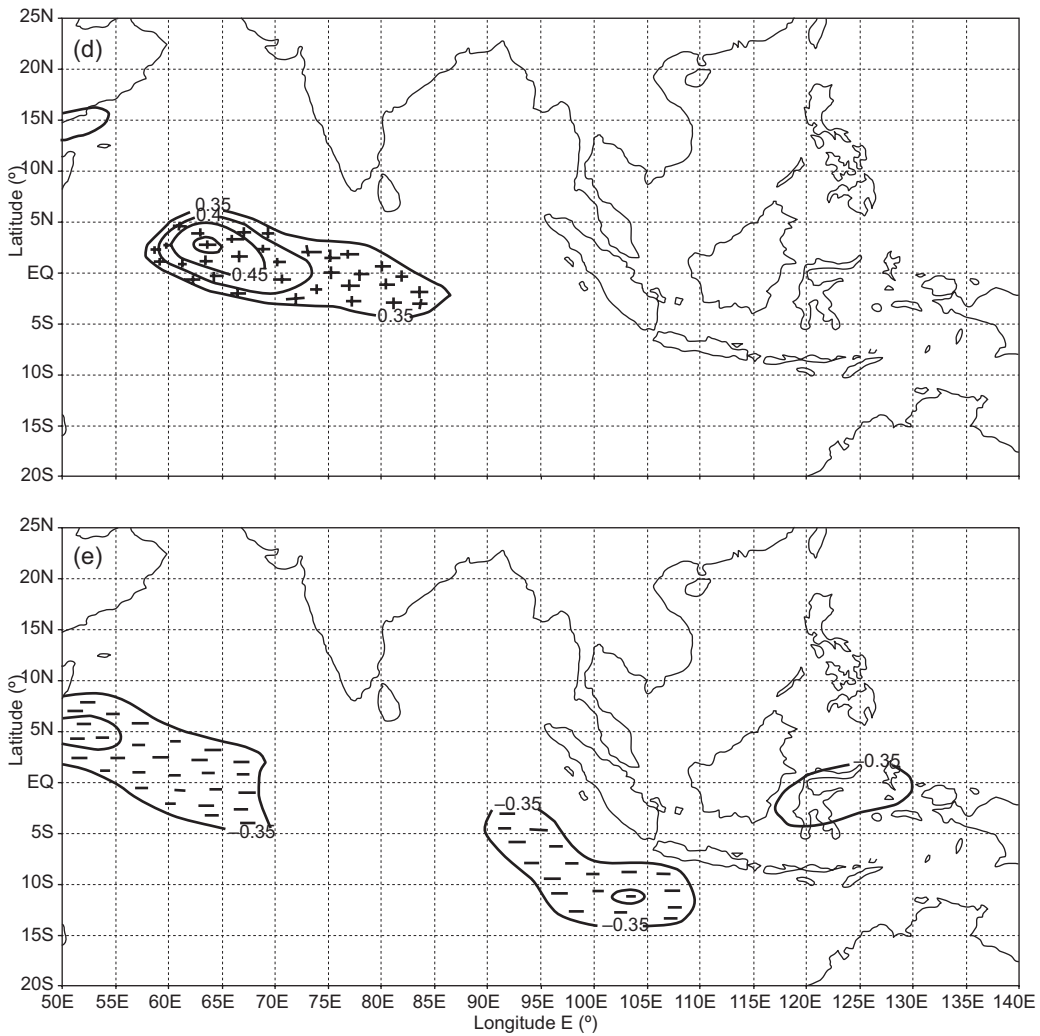 25N
(d)
20N
15N
10N
5N
EQ
5S
10S
15S
20S
Latitude (º)
0.35
0.4
0.45
0.35
25N
(e)
20N
15N
10N
5N
EQ
5S
10S
15S
20S
Latitude (º)
–0.35
–0.35
–0.35
–0.35
50E 55E 60E 65E 70E 75E 80E 85E 90E 95E 100E 105E 110E 115E 120E 125E 130E 135E 140E
Longitude E (º)